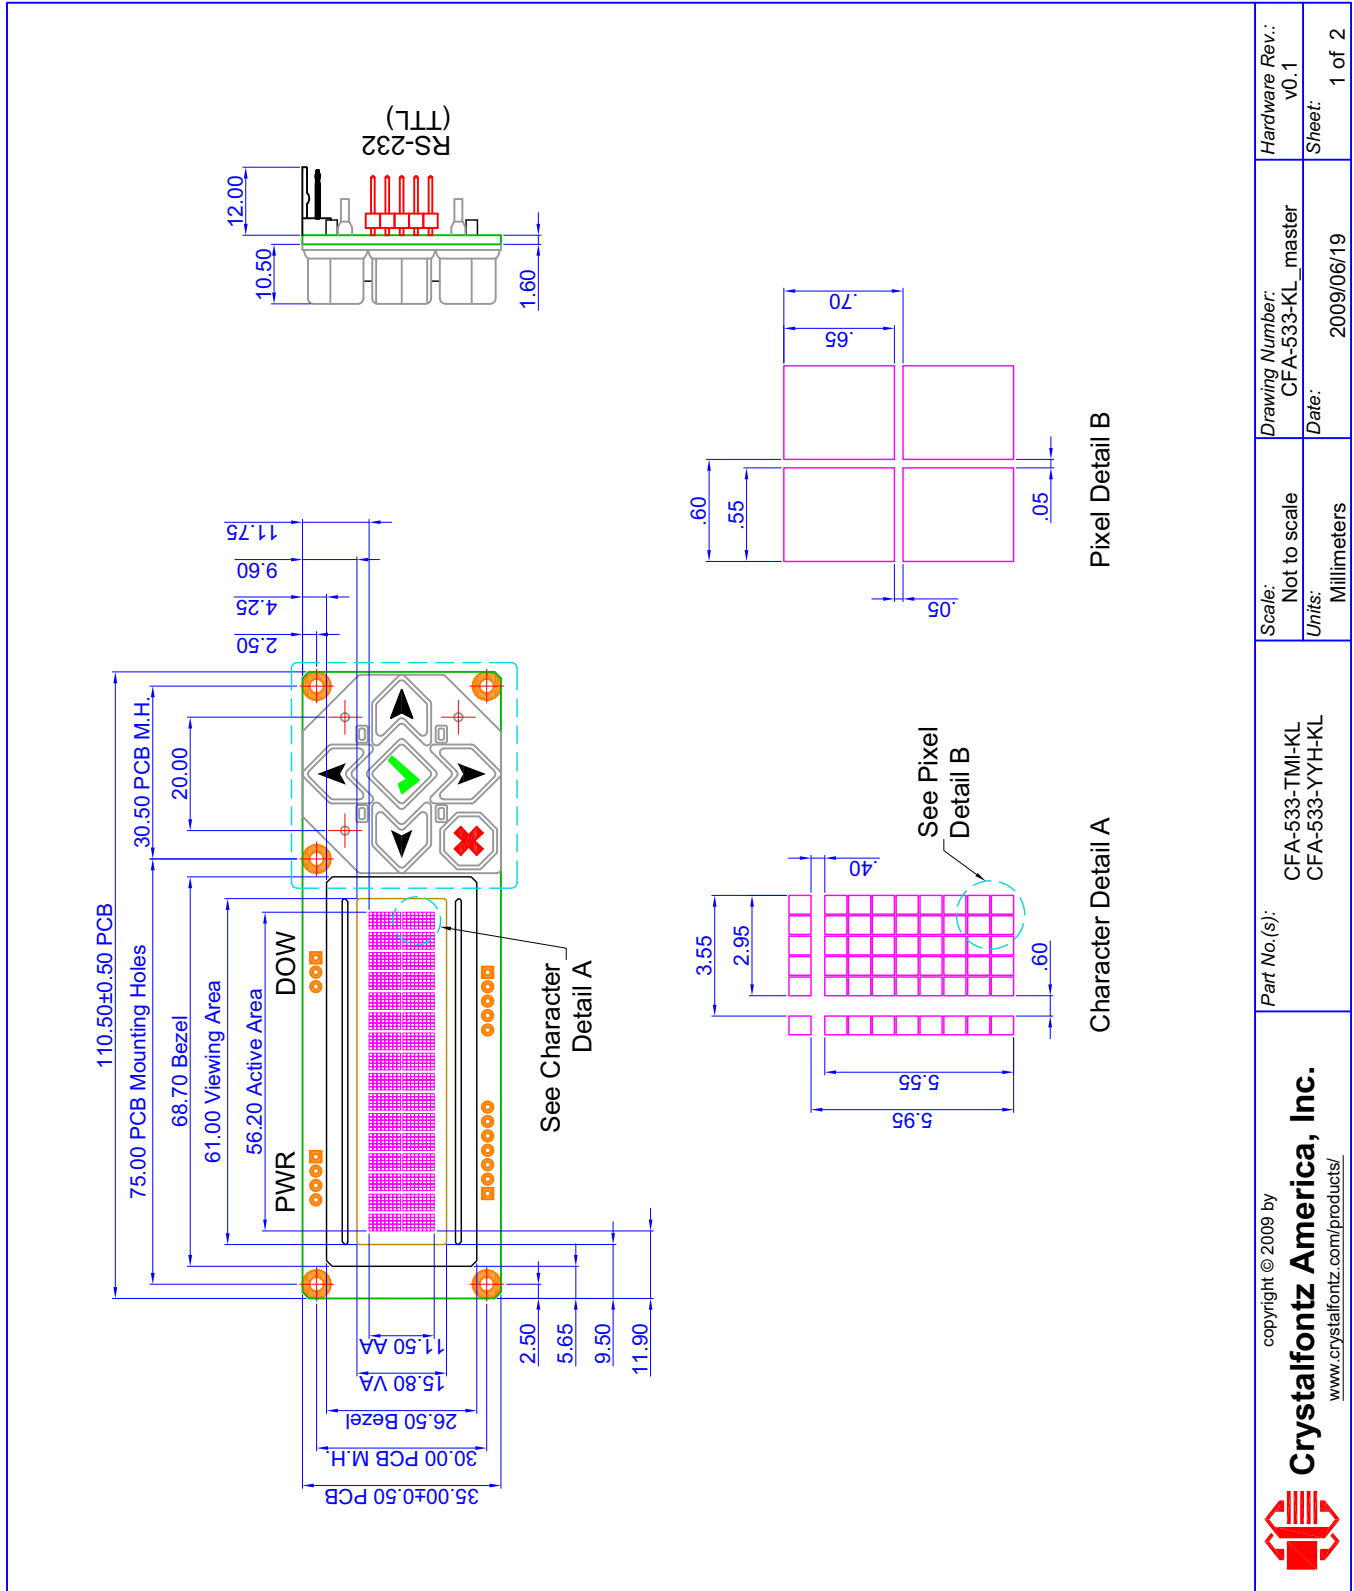 12.00
10.50
1.60
RS-232
(TTL)
110.50±0.50 PCB
75.00 PCB Mounting Holes
30.50 PCB M.H.
20.00
68.70 Bezel
61.00 Viewing Area
56.20 Active Area
2.50
4.25
9.60
11.75
PWR
DOW
35.00±0.50 PCB
30.00 PCB M.H.
26.50 Bezel
15.80 VA
11.50 AA
2.50
5.65
9.50
11.90
See Character
Detail A
3.55
2.95
.40
.60
5.55
5.95
See Pixel
Detail B
Character Detail A
.70
.65
.60
.55
.05
.05
Pixel Detail B
copyright © 2009 by
Crystalfontz America, Inc.
www.crystalfontz.com/products/
Part No.(s):
CFA-533-TMI-KL
CFA-533-YYH-KL
Scale:
Not to scale
Units:
Millimeters
Drawing Number:
CFA-533-KL_master
Date:
2009/06/19
Hardware Rev.:
v0.1
Sheet:
1 of 2